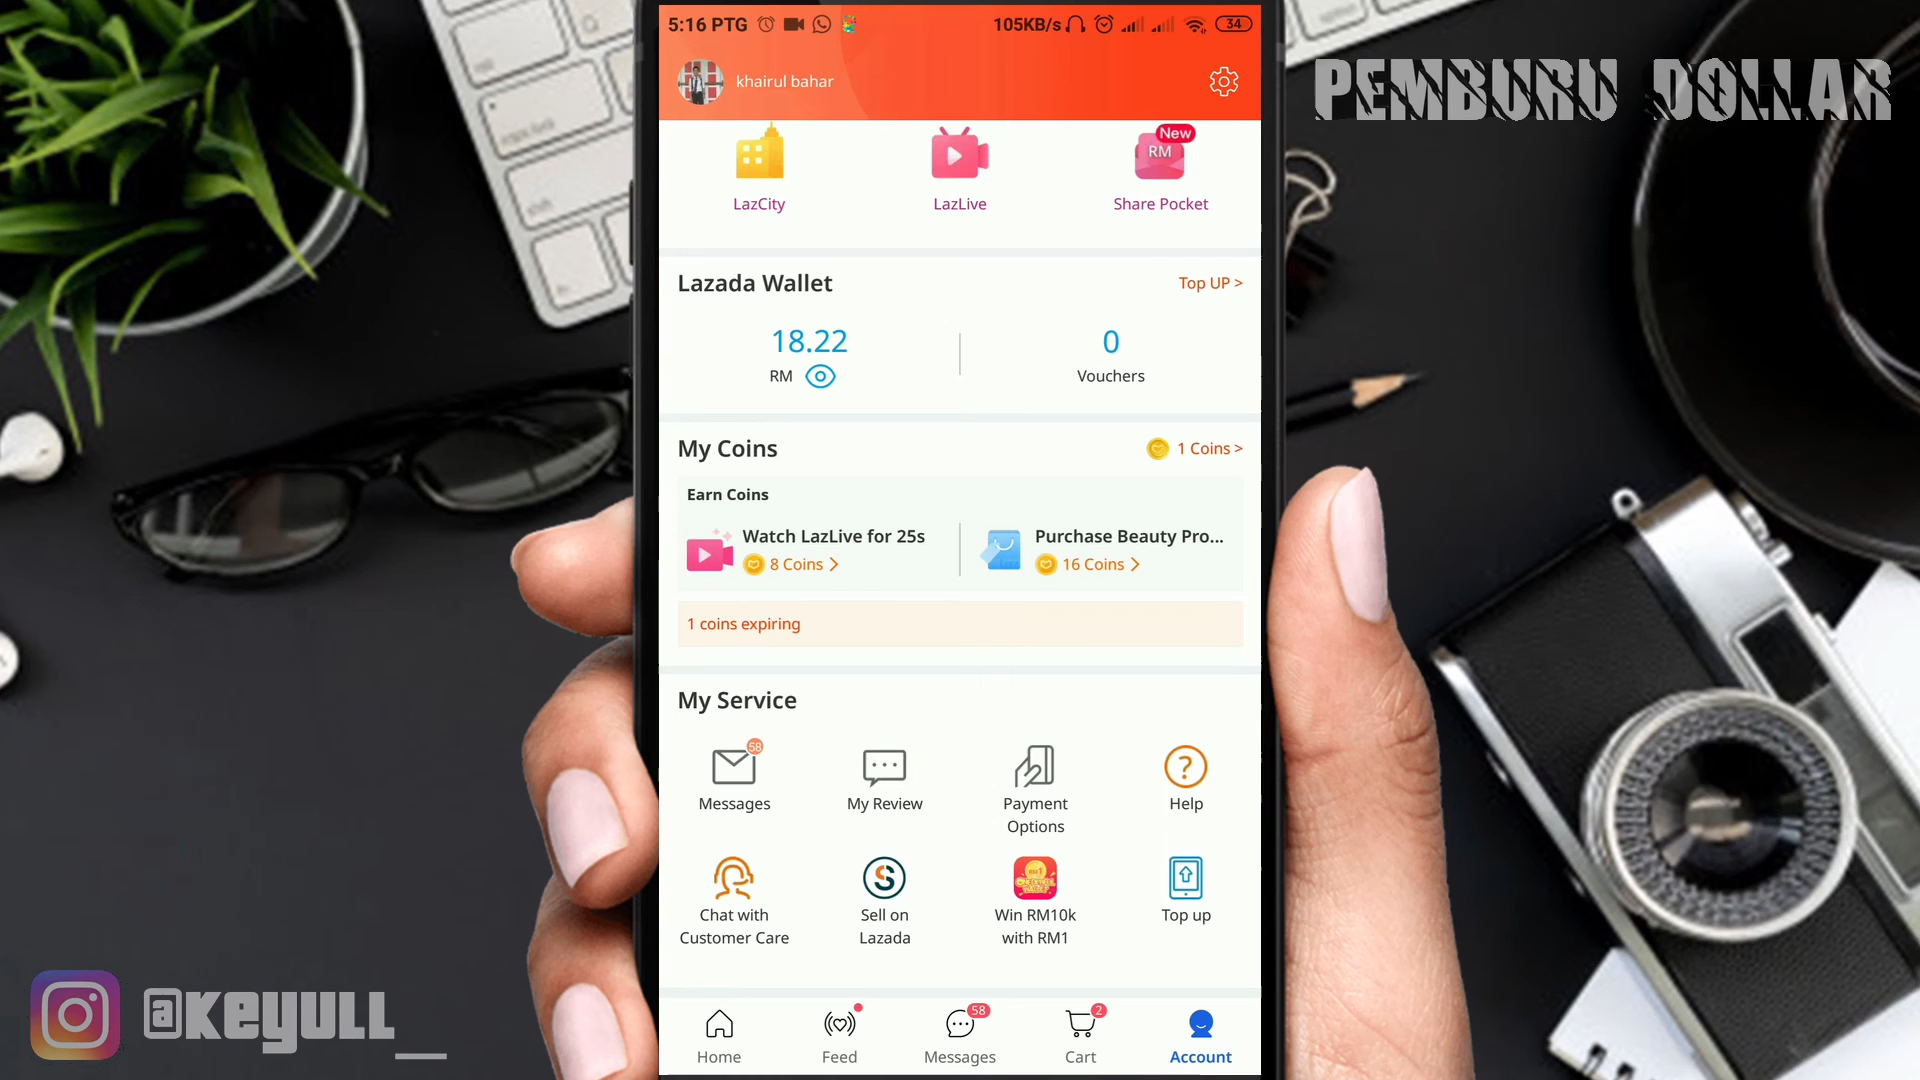 5:16 PTG
105KB/s
34
khairul bahar
PEMBURU DOLLAR
New
RM
LazCity
LazLive
Share Pocket
Lazada Wallet
Top UP >
18.22
0
RM
Vouchers
My Coins
1 Coins >
Earn Coins
Watch LazLive for 25s
Purchase Beauty Pro...
8 Coins >
16 Coins >
1 coins expiring
My Service
58
Messages
My Review
Payment
Options
Help
RM1
Chat with
Customer Care
Sell on
Lazada
Win RM10k
with RM1
Top up
58
2
Home
Feed
Messages
Cart
Account
@keyull_